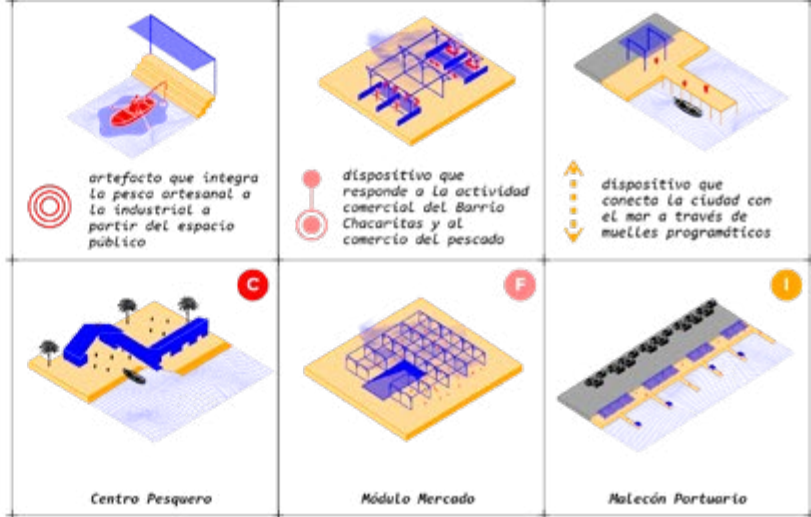 artefacto que integra
la pesca artesanal a
la industrial a
partir del espacio
público
dispositivo que
responde a la actividad
comercial del Barrio
Chacaritas y al
comercio del pescado
dispositivo que
conecta la ciudad con
el mar a través de
muelles programáticos
C
F
I
Centro Pesquero
Módulo Mercado
Malecón Portuario